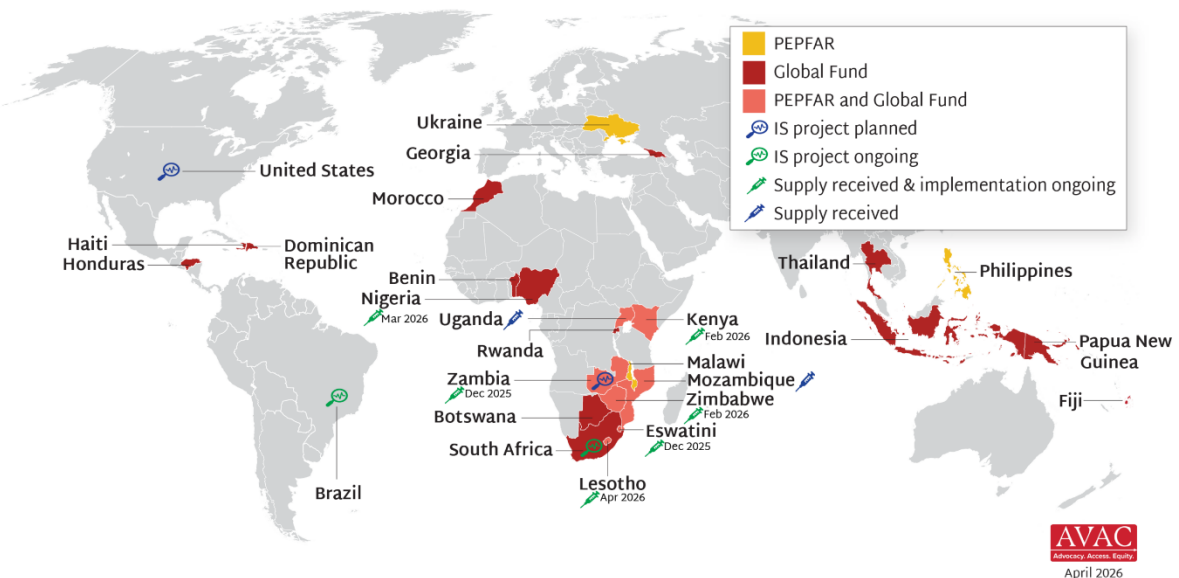 PEPFAR
Global Fund
PEPFAR and Global Fund
IS project planned
IS project ongoing
Supply received & implementation ongoing
Supply received
Ukraine
Georgia
United States
Morocco
Haiti
Dominican
Republic
Honduras
Thailand
Philippines
Benin
Nigeria
Mar 2026
Uganda
Kenya
Feb 2026
Rwanda
Indonesia
Papua New
Guinea
Malawi
Zambia
Dec 2025
Mozambique
Zimbabwe
Feb 2026
Fiji
Botswana
Eswatini
Dec 2025
South Africa
Lesotho
Apr 2026
Brazil
AVAC
Advocacy. Access. Equity.
April 2026